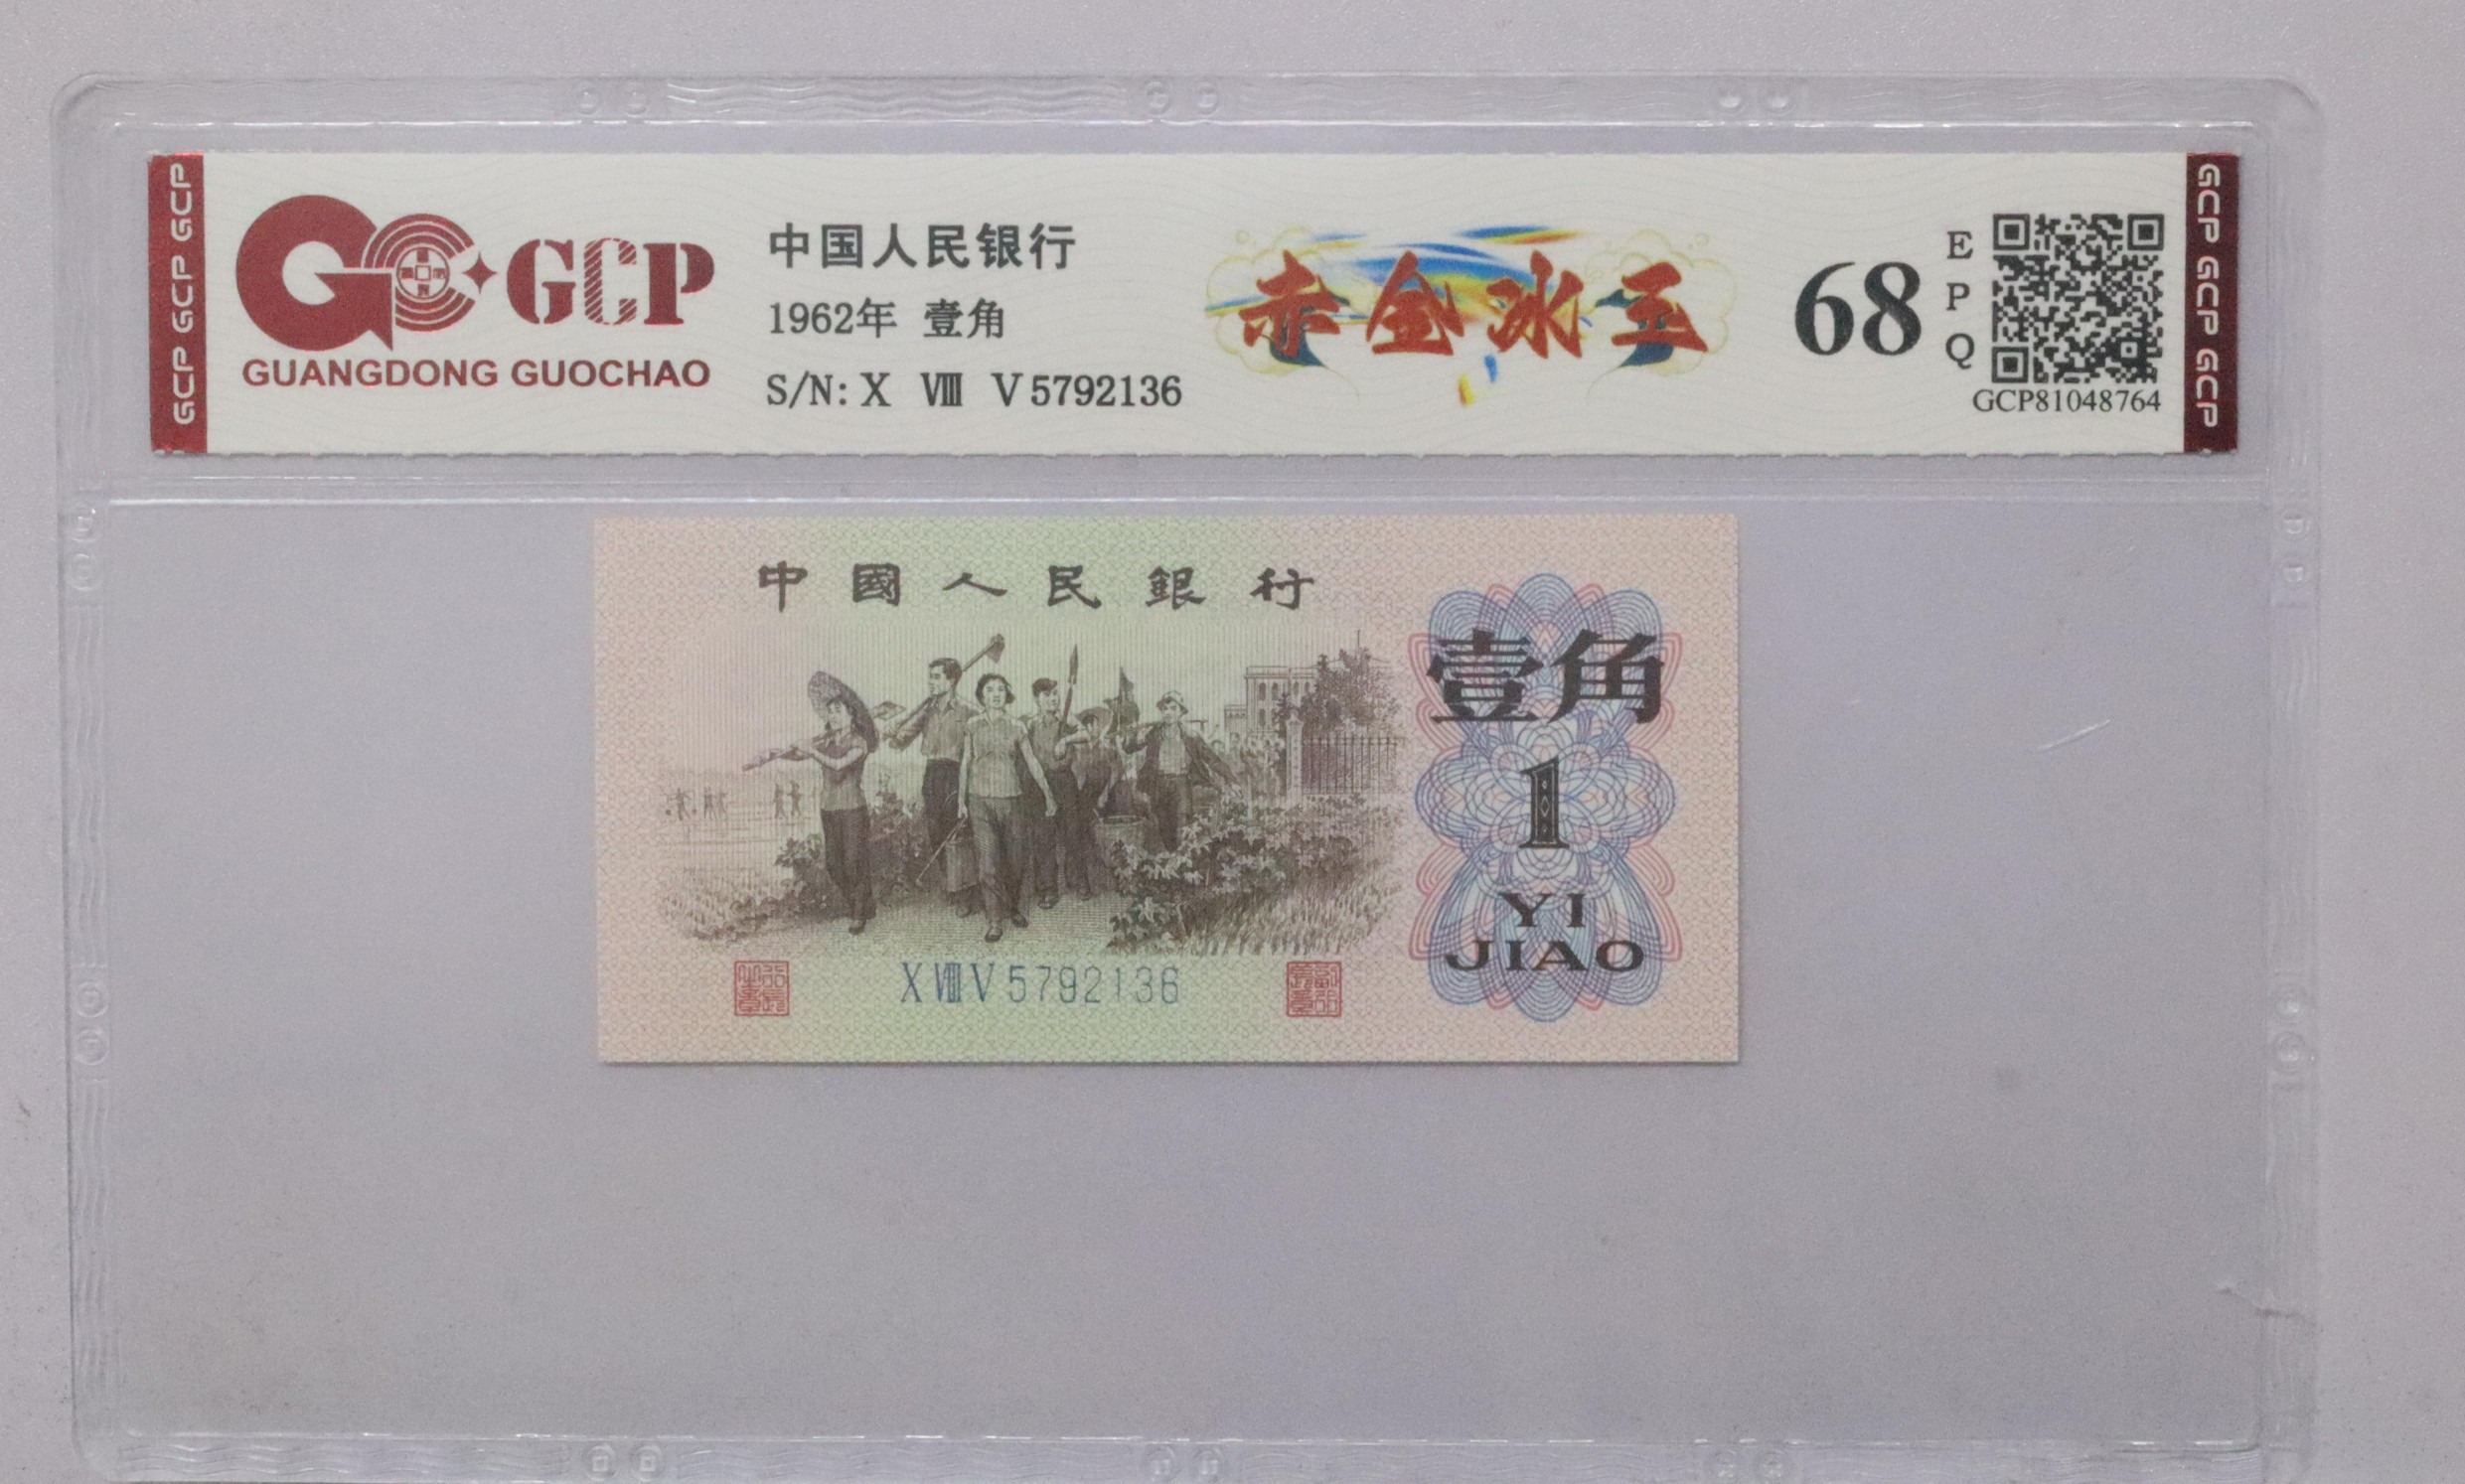 GCP GCP GCP
GCP
GUANGDONG GUOCHAO
中国人民银行
1962年 壹角
S/N: X Ⅷ V 5792136
赤金冰王
68
E
P
Q
GCP81048764
GCP GCP GCP
中國人民銀行
壹角
1
YI
JIAO
X Ⅷ V 5792136